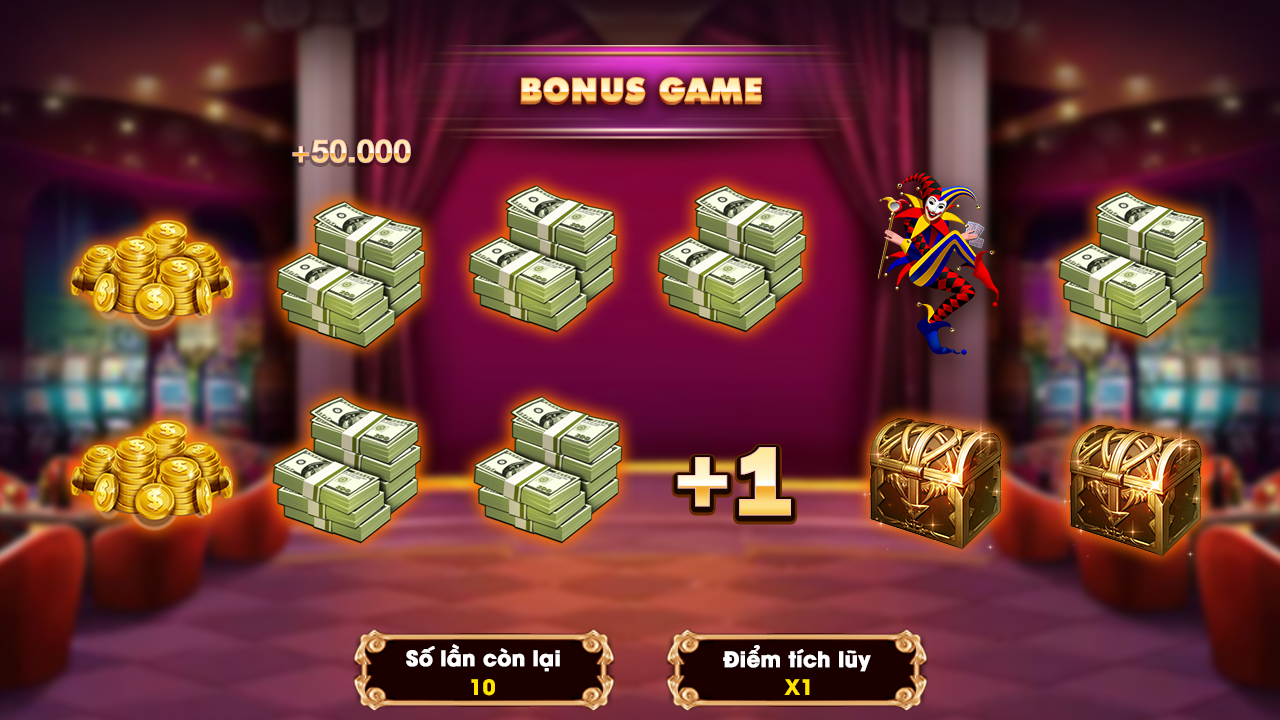 BONUS GAME
+50.000
+1
Số lần còn lại
10
Điểm tích lũy
X1